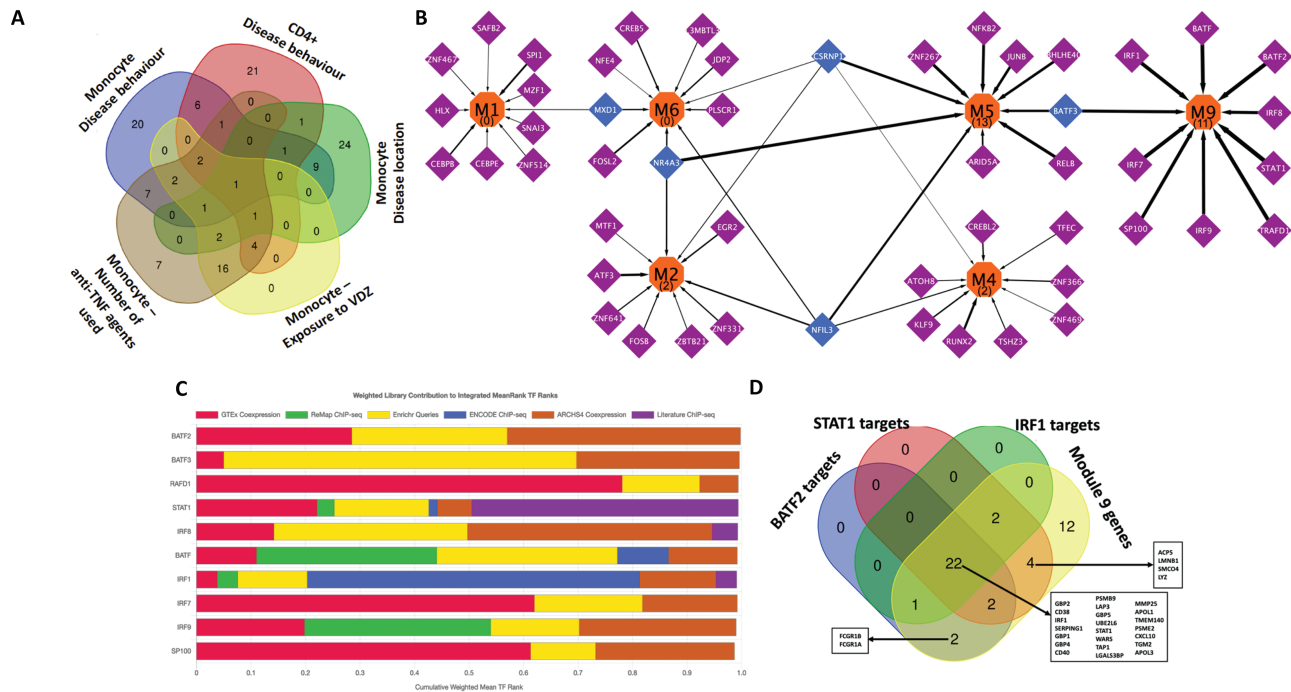 A
CD4+
Disease behaviour
Monocyte
Disease behaviour
Monocyte
Disease location
Monocyte –
Number of
anti-TNF agents
used
Monocyte –
Exposure to VDZ
21
0
6
1
0
1
24
20
0
0
1
9
0
2
0
0
2
1
7
1
1
0
0
0
0
2
4
7
16
0
0
B
SAFB2
ZNF467
SPI1
MZF1
HLX
M1
(0)
SNAI3
CEBPB
CEBPE
ZNF514
CREB5
3MBTL3
NFE4
JDP2
MXD1
M6
(0)
PLSCR1
FOSL2
NR4A3
CSRNP1
NFKB2
ZNF267
JUNB
BHLHE40
M5
(13)
BATF3
ARID5A
RELB
BATF
IRF1
BATF2
M9
(11)
IRF8
IRF7
STAT1
SP100
IRF9
TRAFD1
MTF1
EGR2
ATF3
M2
(2)
ZNF641
FOSB
ZBTB21
ZNF331
NFIL3
CREBL2
TFEC
ATOH8
M4
(2)
ZNF366
KLF9
ZNF469
RUNX2
TSHZ3
C
Weighted Library Contribution to Integrated MeanRank TF Ranks
GTEx Coexpression
ReMap ChIP-seq
Enrichr Queries
ENCODE ChIP-seq
ARCHS4 Coexpression
Literature ChIP-seq
BATF2
BATF3
RAFD1
STAT1
IRF8
BATF
IRF1
IRF7
IRF9
SP100
0
0.1
0.2
0.3
0.4
0.5
0.6
0.7
0.8
0.9
1.0
Cumulative Weighted Mean TF Rank
D
STAT1 targets
IRF1 targets
BATF2 targets
Module 9 genes
0
0
0
0
0
0
0
2
12
0
22
4
1
2
2
ACP5
LMNB1
SMCO4
LYZ
FCGR1B
FCGR1A
GBP2
CD38
IRF1
SERPING1
GBP1
GBP4
CD40
PSMB9
LAP3
GBP5
UBE2L6
STAT1
WARS
TAP1
LGALS3BP
MMP25
APOL1
TMEM140
PSME2
CXCL10
TGM2
APOL3